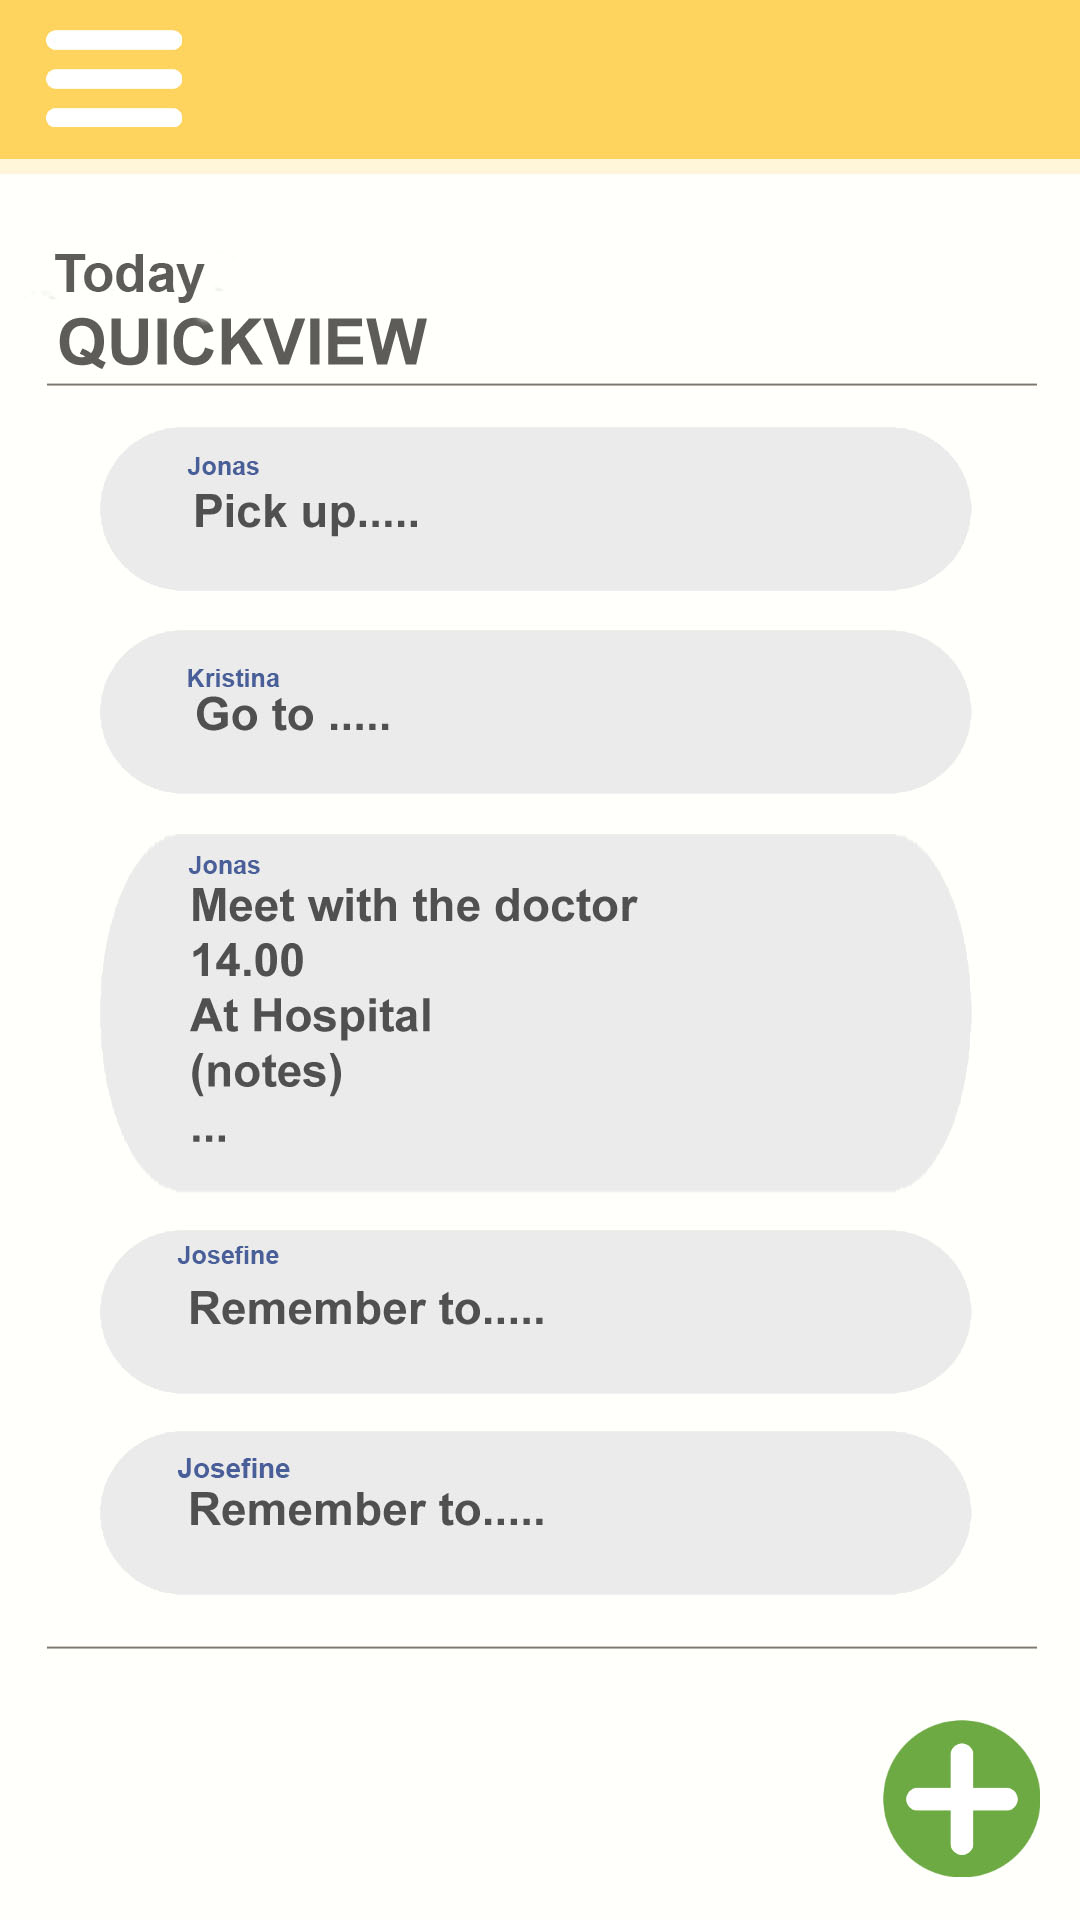 Today
QUICKVIEW
Jonas
Pick up.....
Kristina
Go to .....
Jonas
Meet with the doctor
14.00
At Hospital
(notes)
...
Josefine
Remember to.....
Josefine
Remember to.....